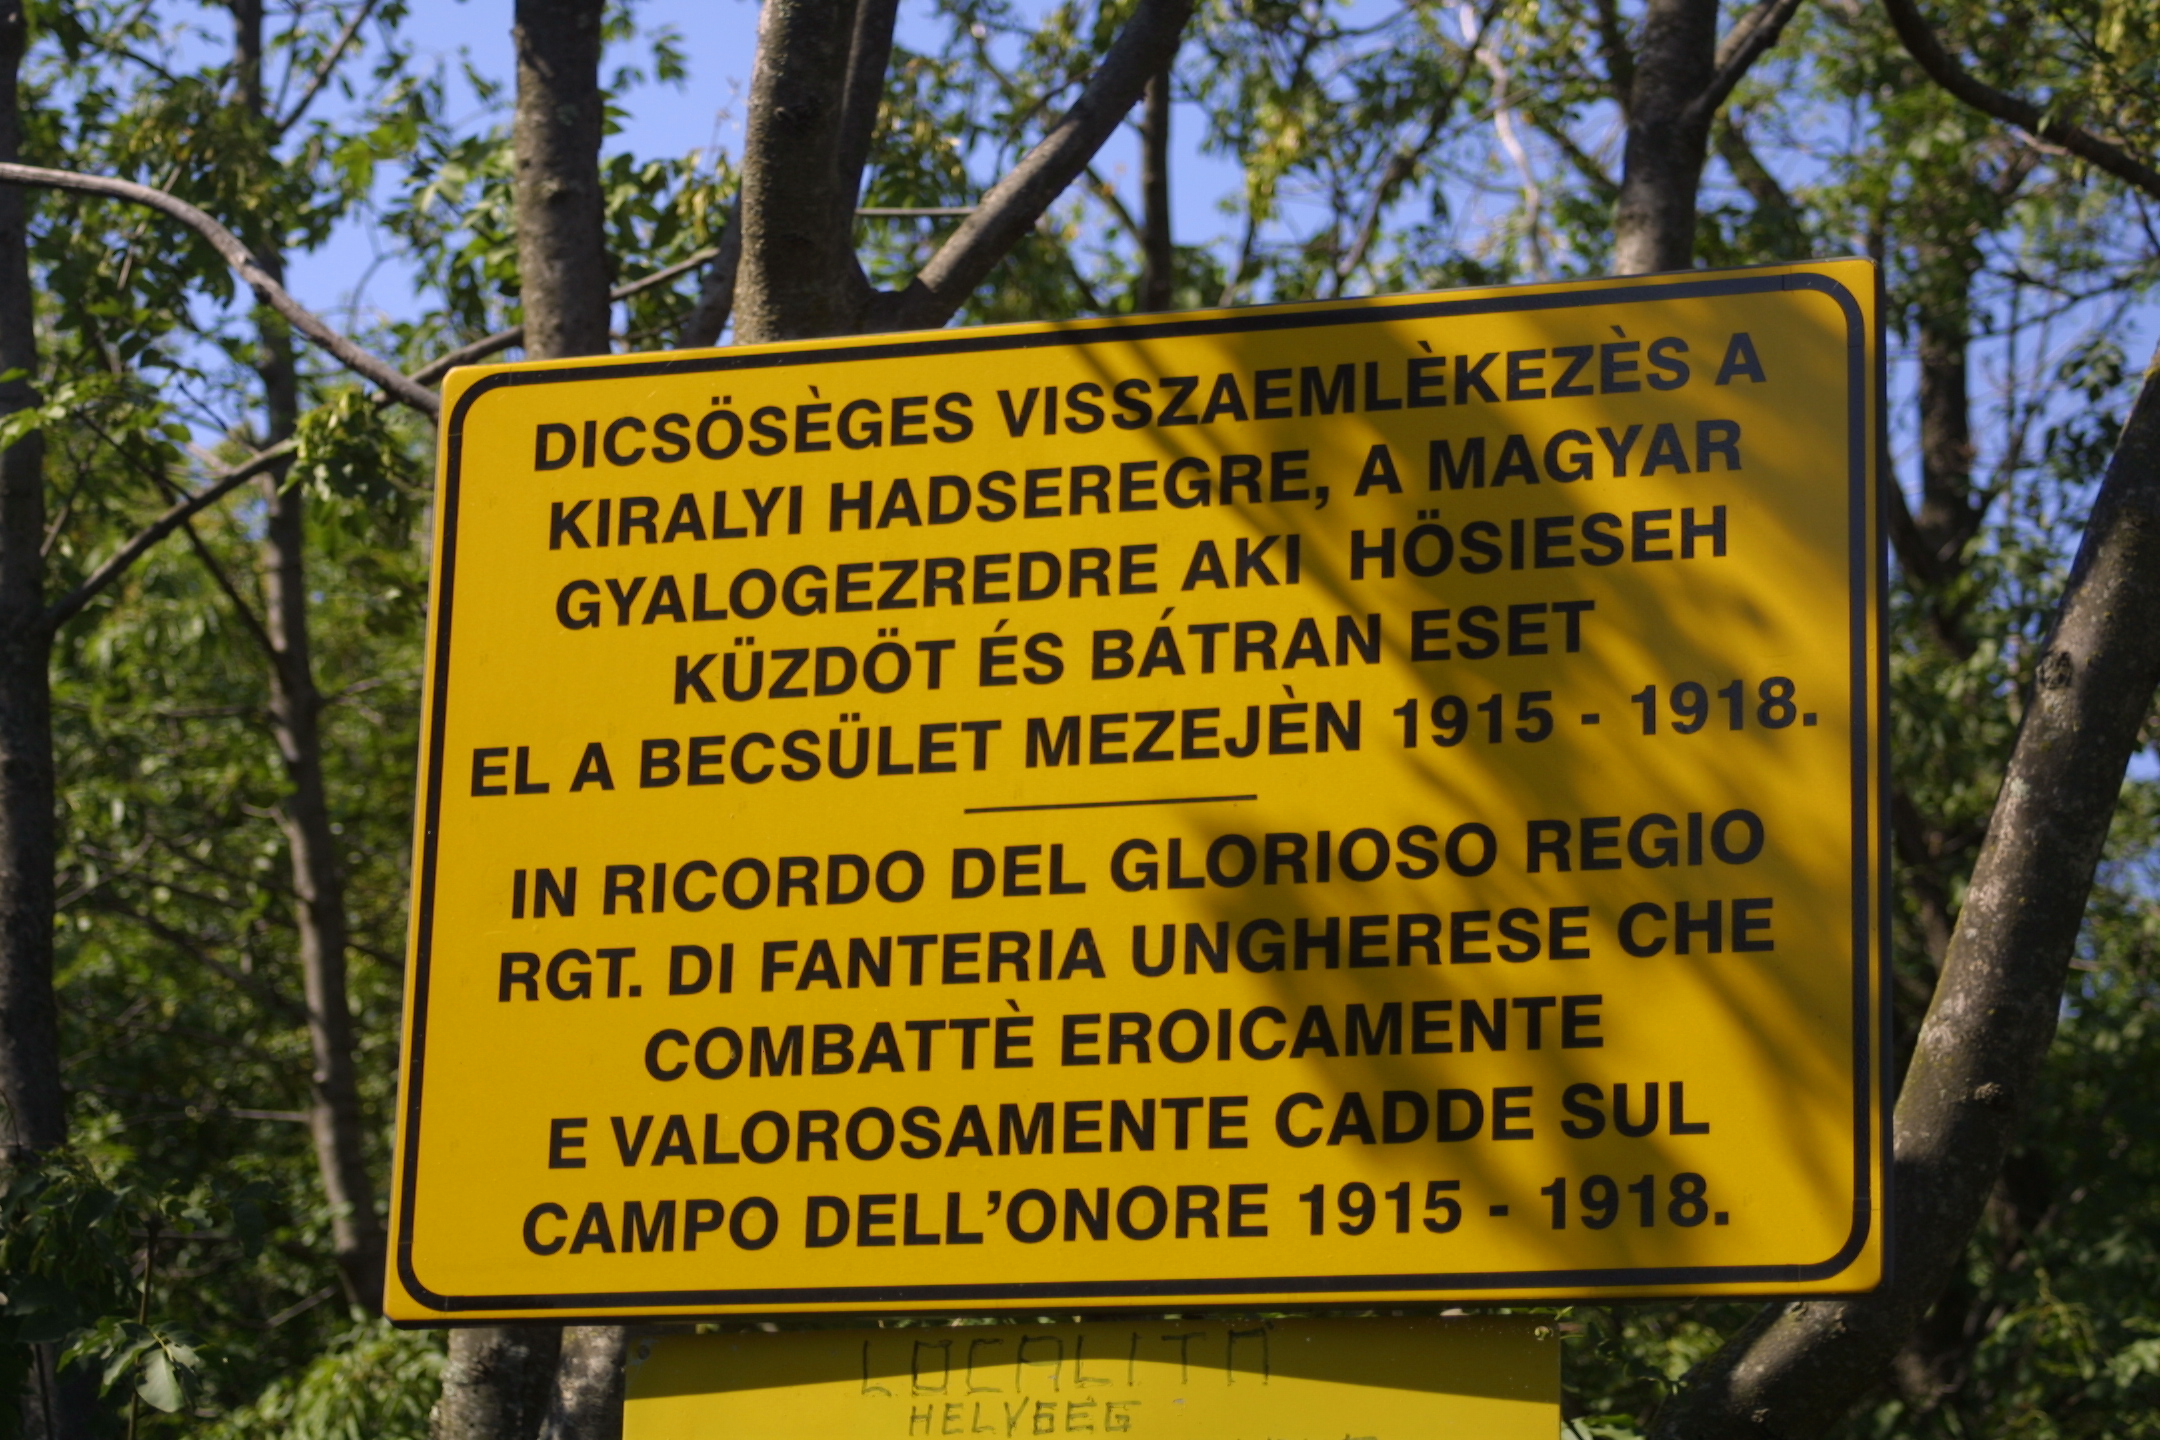 DICSÖSÈGES VISSZAEMLÈKEZÈS A
KIRALYI HADSEREGRE, A MAGYAR
GYALOGEZREDRE AKI HÖSIESEH
KÜZDÖT ÉS BÁTRAN ESET
EL A BECSÜLET MEZEJÈN 1915 - 1918.
IN RICORDO DEL GLORIOSO REGIO
RGT. DI FANTERIA UNGHERESE CHE
COMBATTÈ EROICAMENTE
E VALOROSAMENTE CADDE SUL
CAMPO DELL'ONORE 1915 - 1918.
LOCALITA
HELYSÉG